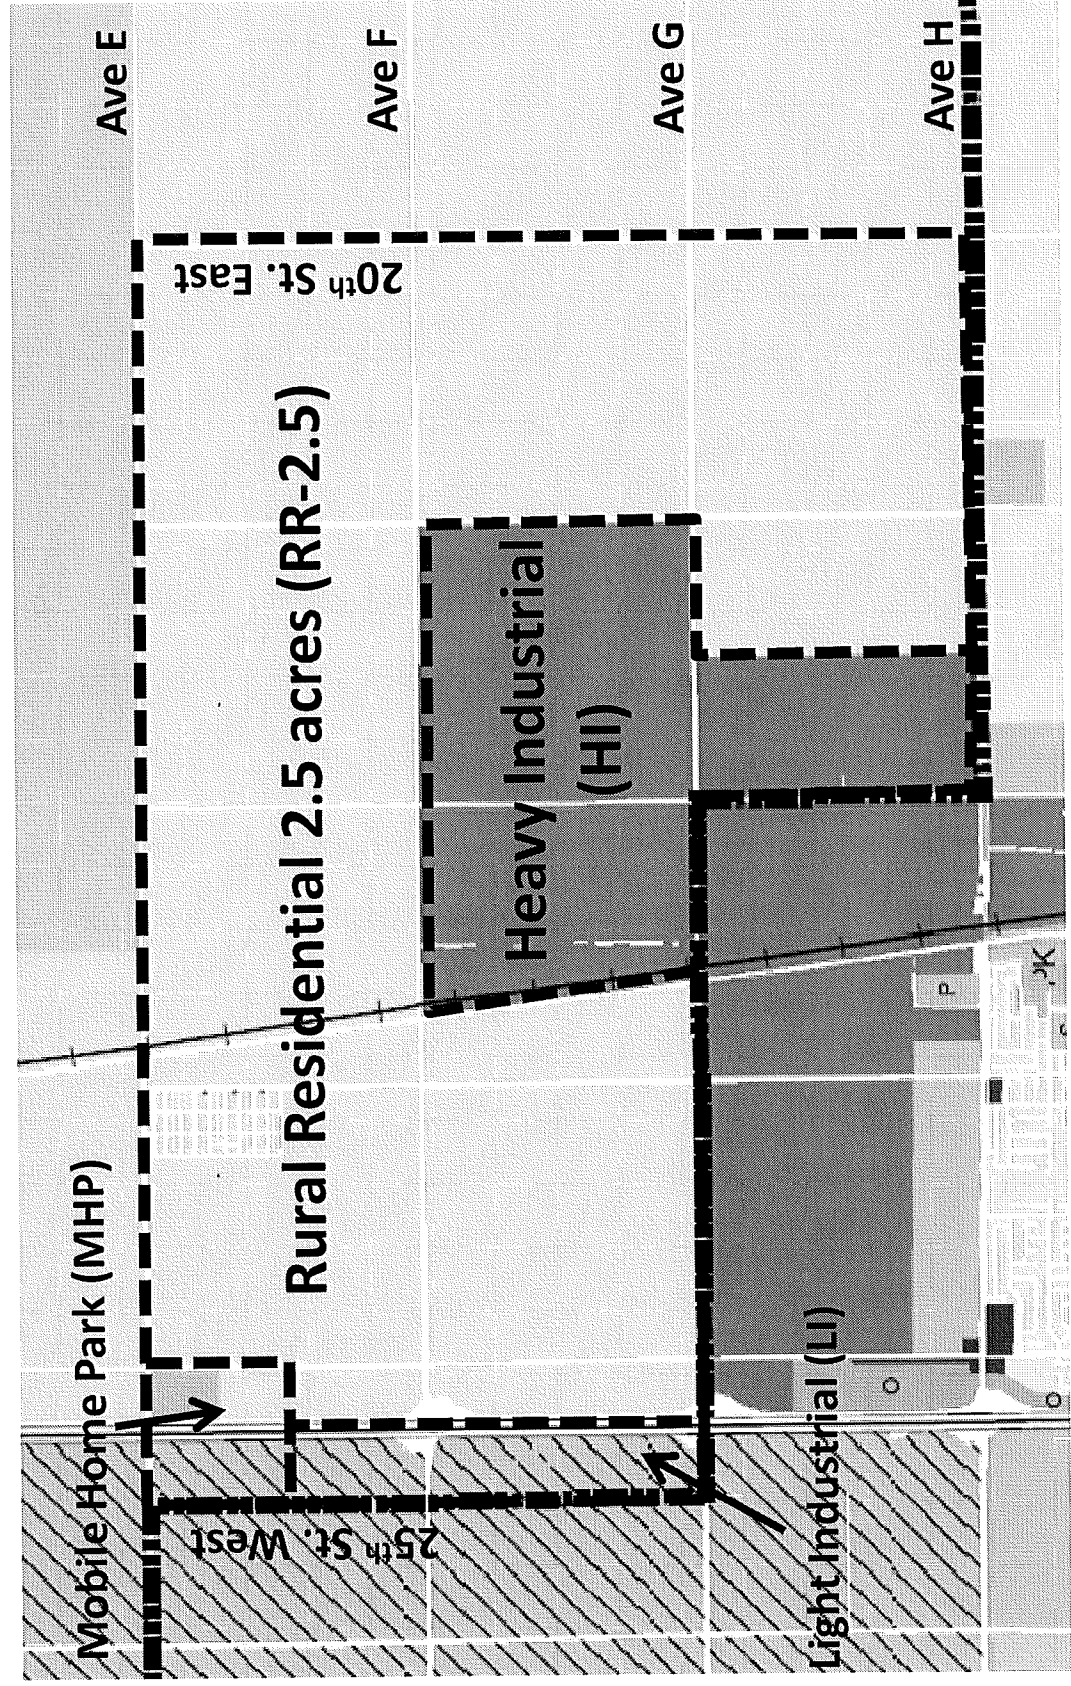 Ave E
Ave F
Ave G
Ave H
20th St. East
Rural Residential 2.5 acres (RR-2.5)
Heavy Industrial
(HI)
Mobile Home Park (MHP)
25th St. West
Light Industrial (LI)
P
O
O